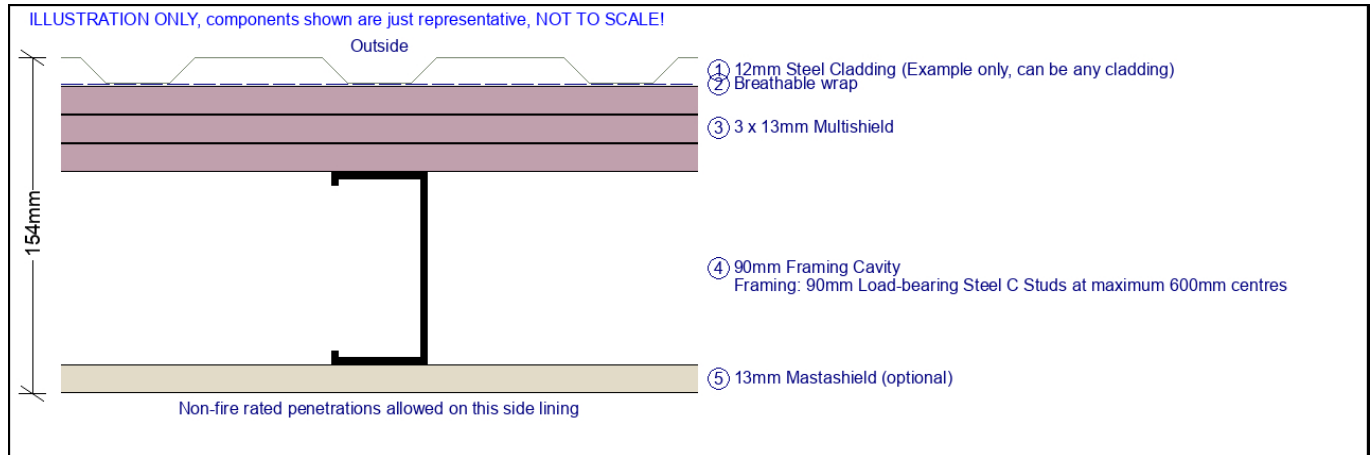 ILLUSTRATION ONLY, components shown are just representative, NOT TO SCALE!
Outside
① 12mm Steel Cladding (Example only, can be any cladding)
② Breathable wrap
③ 3 x 13mm Multishield
154mm
④ 90mm Framing Cavity
Framing: 90mm Load-bearing Steel C Studs at maximum 600mm centres
⑤ 13mm Mastashield (optional)
Non-fire rated penetrations allowed on this side lining